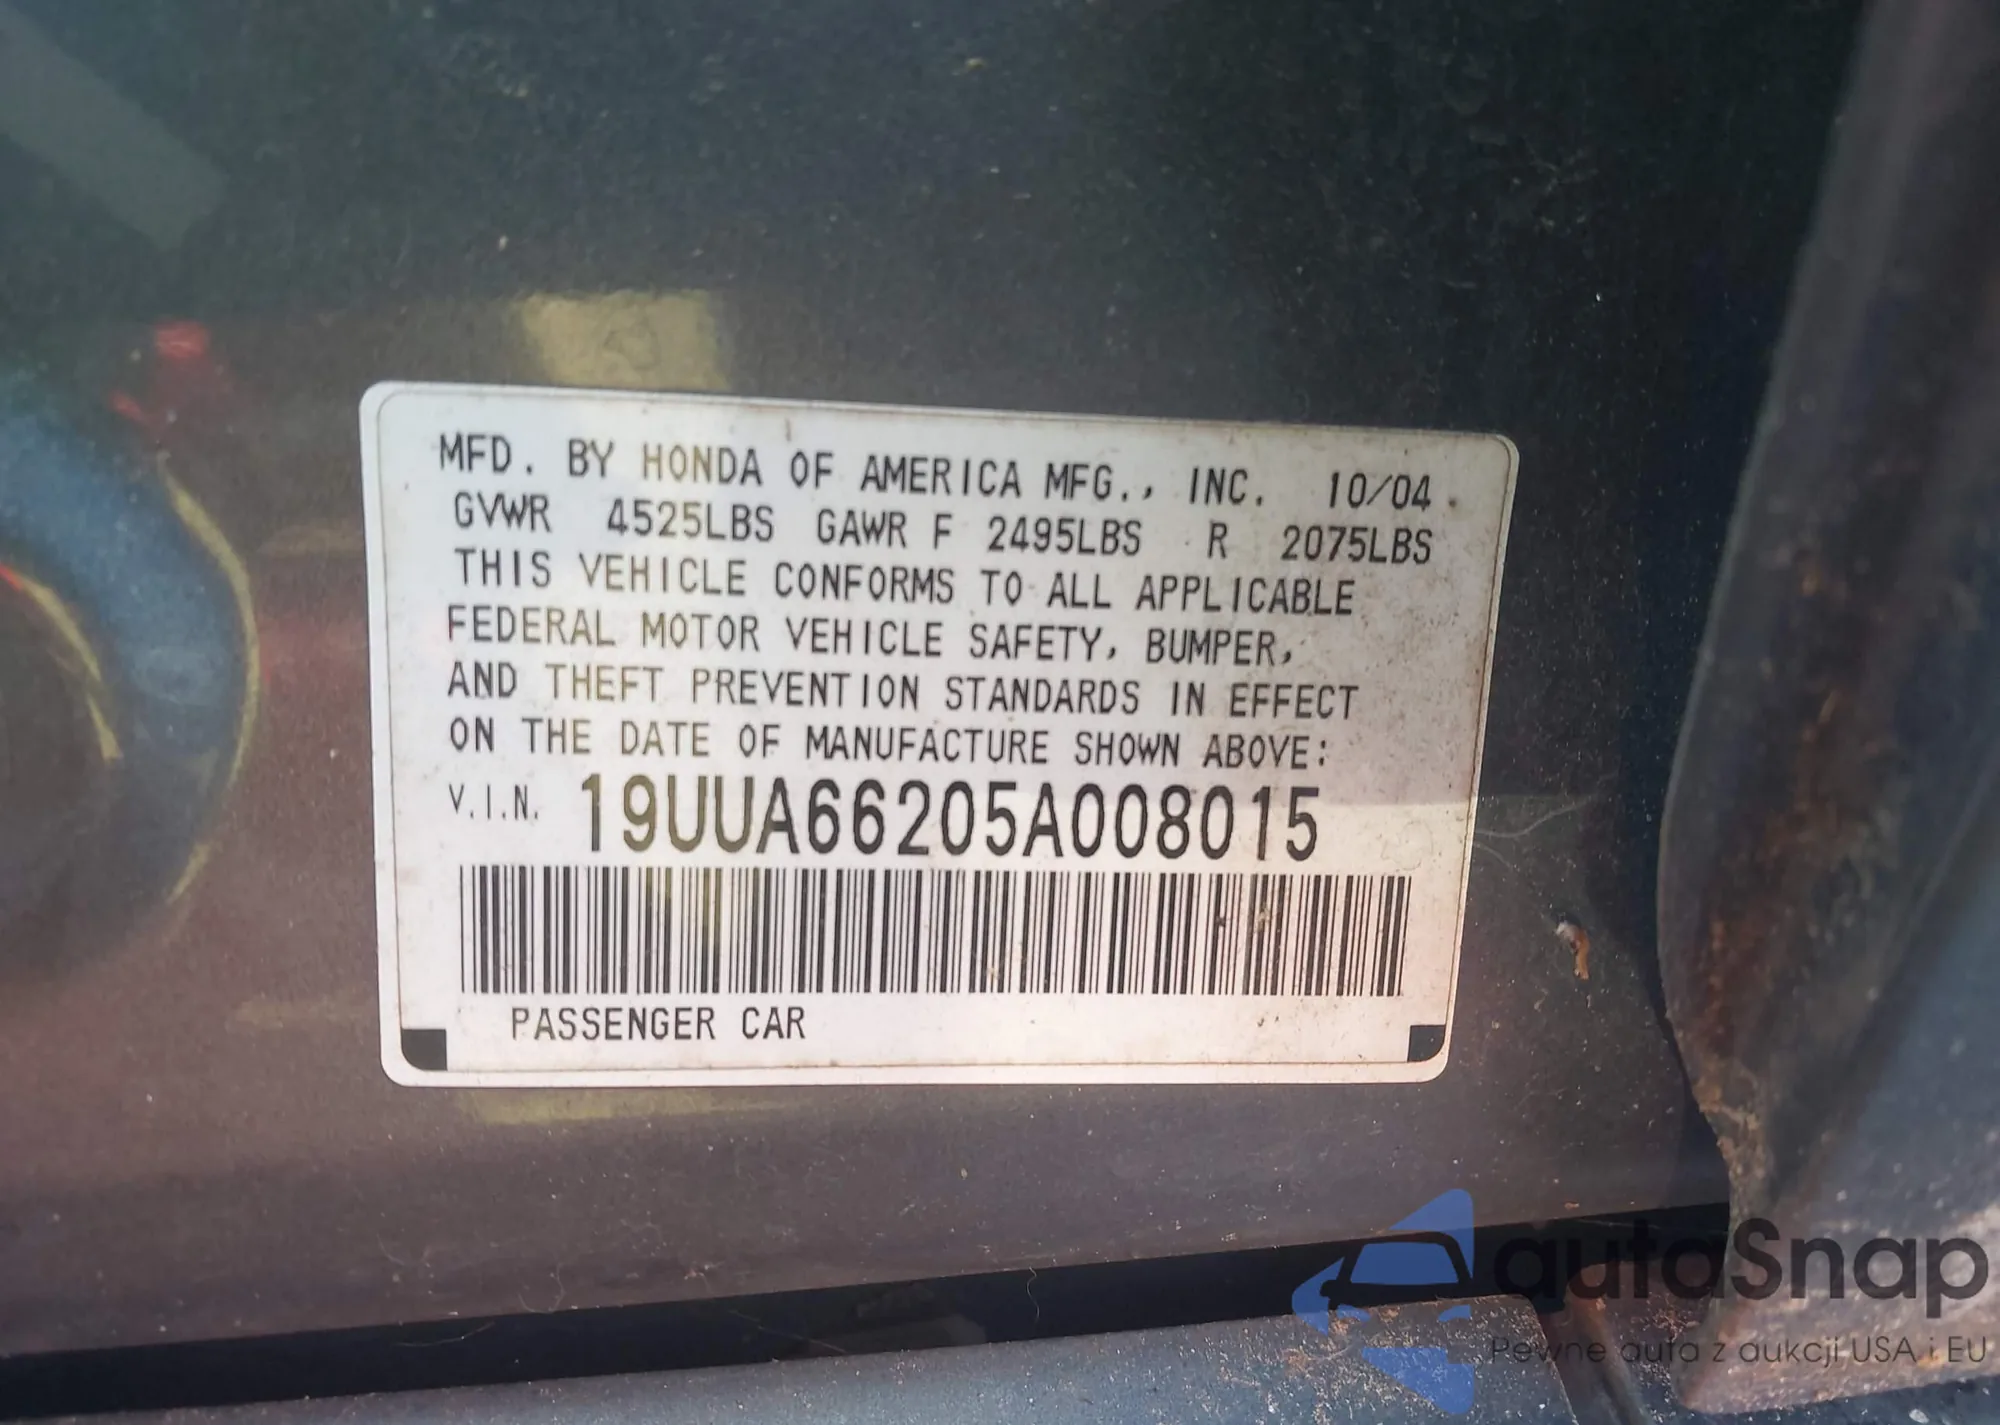 MFD. BY HONDA OF AMERICA MFG., INC. 10/04
GVWR 4525LBS GAWR F 2495LBS R 2075LBS
THIS VEHICLE CONFORMS TO ALL APPLICABLE
FEDERAL MOTOR VEHICLE SAFETY, BUMPER,
AND THEFT PREVENTION STANDARDS IN EFFECT
ON THE DATE OF MANUFACTURE SHOWN ABOVE:
V.I.N. 19UUA66205A008015
PASSENGER CAR
autaSnap
Pewne auta z aukcji USA i EU